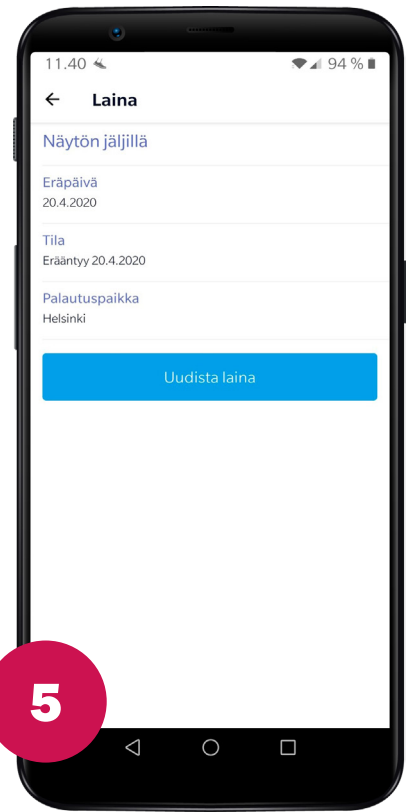 11.40 94 %
Laina
Näytön jäljillä
Eräpäivä
20.4.2020
Tila
Erääntyy 20.4.2020
Palautuspaikka
Helsinki
Uudista laina
5